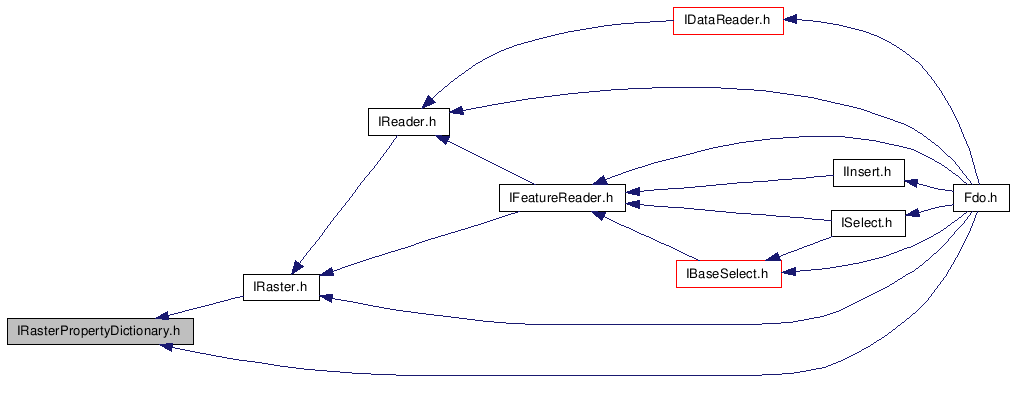 IDataReader.h
IReader.h
IInsert.h
IFeatureReader.h
Fdo.h
ISelect.h
IBaseSelect.h
IRaster.h
IRasterPropertyDictionary.h